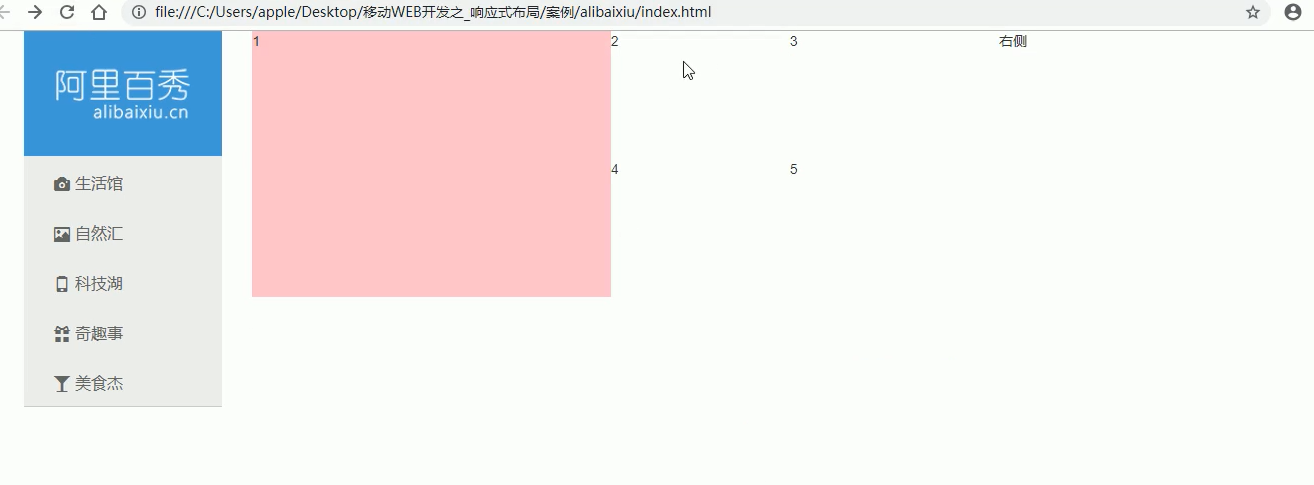 file:///C:/Users/apple/Desktop/移动WEB开发之_响应式布局/案例/alibaixiu/index.html
阿里百秀
alibaixiu.cn
生活馆
自然汇
科技湖
奇趣事
美食杰
1
2
3
右侧
4
5